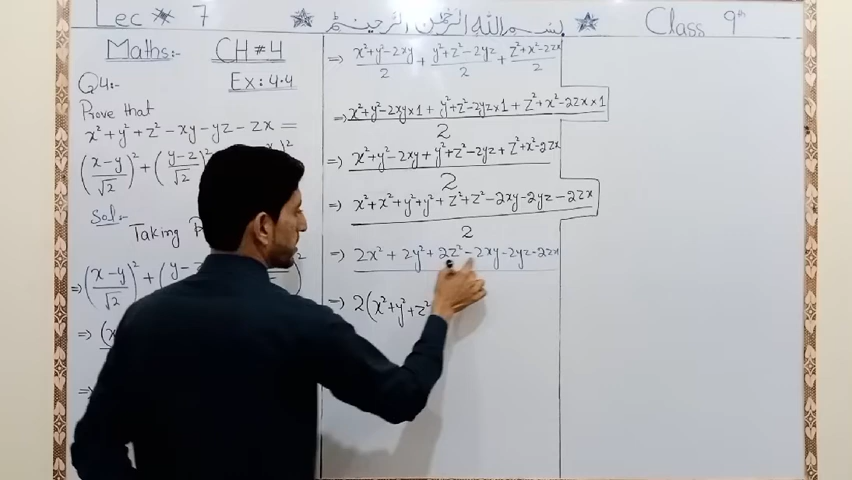 Lec 7
بسم الله الرحمن الرحيم
Class 9th
Maths:- CH#4
Ex: 4.4
Q4:-
Prove that
x²+y²+z²-xy-yz-zx =
(x-y/√2)²+(y-z/√2)²
Sol:-
Taking
⇒(x-y/√2)²+(y-
⇒(x
⇒
⇒ x²+y²-2xy/2 + y²+z²-2yz/2 + z²+x²-2zx/2
⇒ x²+y²-2xy×1 + y²+z²-2yz×1 + z²+x²-2zx×1
2
⇒ x²+y²-2xy+y²+z²-2yz+z²+x²-2zx
2
⇒ x²+x²+y²+y²+z²+z²-2xy-2yz-2zx
2
⇒ 2x²+2y²+2z²-2xy-2yz-2zx
⇒ 2(x²+y²+z²